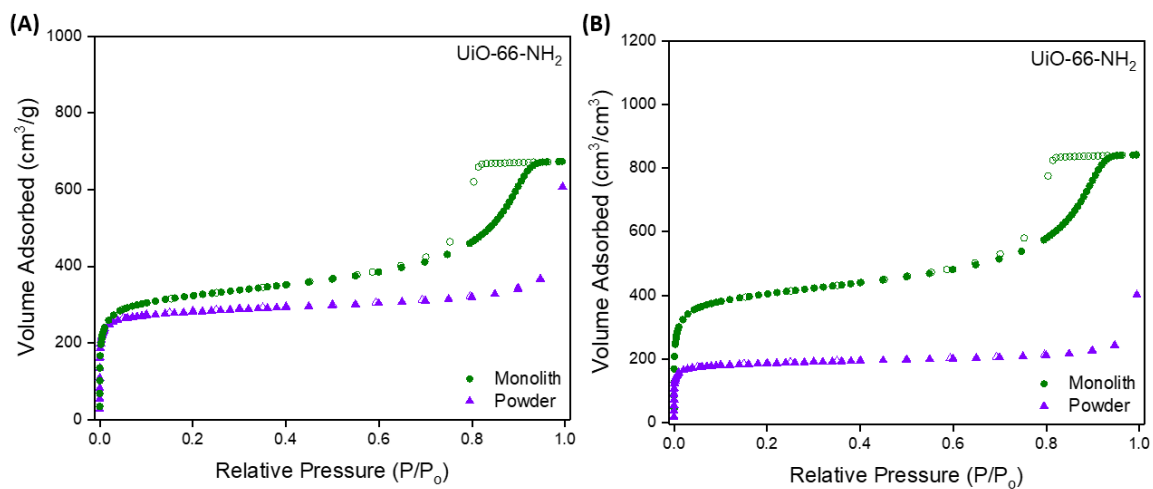 (A)
UiO-66-NH₂
Volume Adsorbed (cm³/g)
1000
800
600
400
200
0
0.0 0.2 0.4 0.6 0.8 1.0
Relative Pressure (P/Pₒ)
Monolith
Powder
(B)
UiO-66-NH₂
Volume Adsorbed (cm³/cm³)
1200
1000
800
600
400
200
0
0.0 0.2 0.4 0.6 0.8 1.0
Relative Pressure (P/Pₒ)
Monolith
Powder